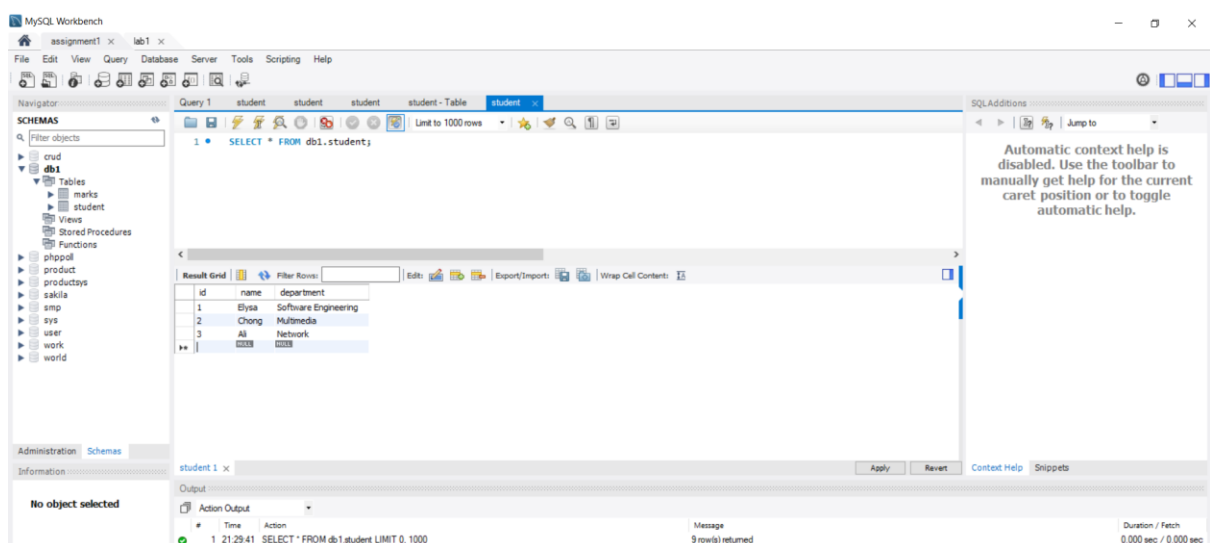 MySQL Workbench
assignment1 × lab1 ×
File Edit View Query Database Server Tools Scripting Help
Navigator
SCHEMAS
Filter objects
crud
db1
Tables
marks
student
Views
Stored Procedures
Functions
phppoll
product
productsys
sakila
smp
sys
user
work
world
Administration Schemas
Information
No object selected
Query 1 student student student student - Table student ×
Limit to 1000 rows
1 SELECT * FROM db1.student;
Result Grid Filter Rows: Edit: Export/Import: Wrap Cell Content:
id name department
1 Elysa Software Engineering
2 Chong Multimedia
3 Ali Network
NULL NULL
student 1 × Apply Revert
Output
Action Output
# Time Action Message Duration / Fetch
1 21:29:41 SELECT * FROM db1.student LIMIT 0, 1000 9 row(s) returned 0.000 sec / 0.000 sec
SQLAdditions
Jump to
Automatic context help is
disabled. Use the toolbar to
manually get help for the current
caret position or to toggle
automatic help.
Context Help Snippets